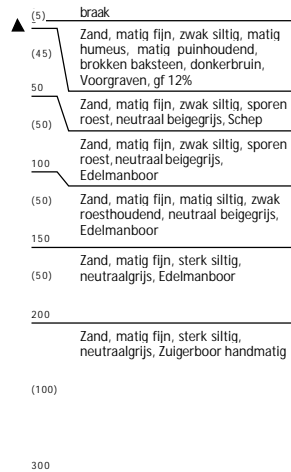 (5) braak
Zand, matig fijn, zwak siltig, matig
(45) humeus, matig puinhoudend,
brokken baksteen, donkerbruin,
Voorgraven, gf 12%
50
Zand, matig fijn, zwak siltig, sporen
(50) roest, neutraal beigegrijs, Schep
Zand, matig fijn, zwak siltig, sporen
roest, neutraal beigegrijs,
100
Edelmanboor
(50) Zand, matig fijn, matig siltig, zwak
roesthoudend, neutraal beigegrijs,
Edelmanboor
150
Zand, matig fijn, sterk siltig,
(50) neutraalgrijs, Edelmanboor
200
Zand, matig fijn, sterk siltig,
neutraalgrijs, Zuigerboor handmatig
(100)
300